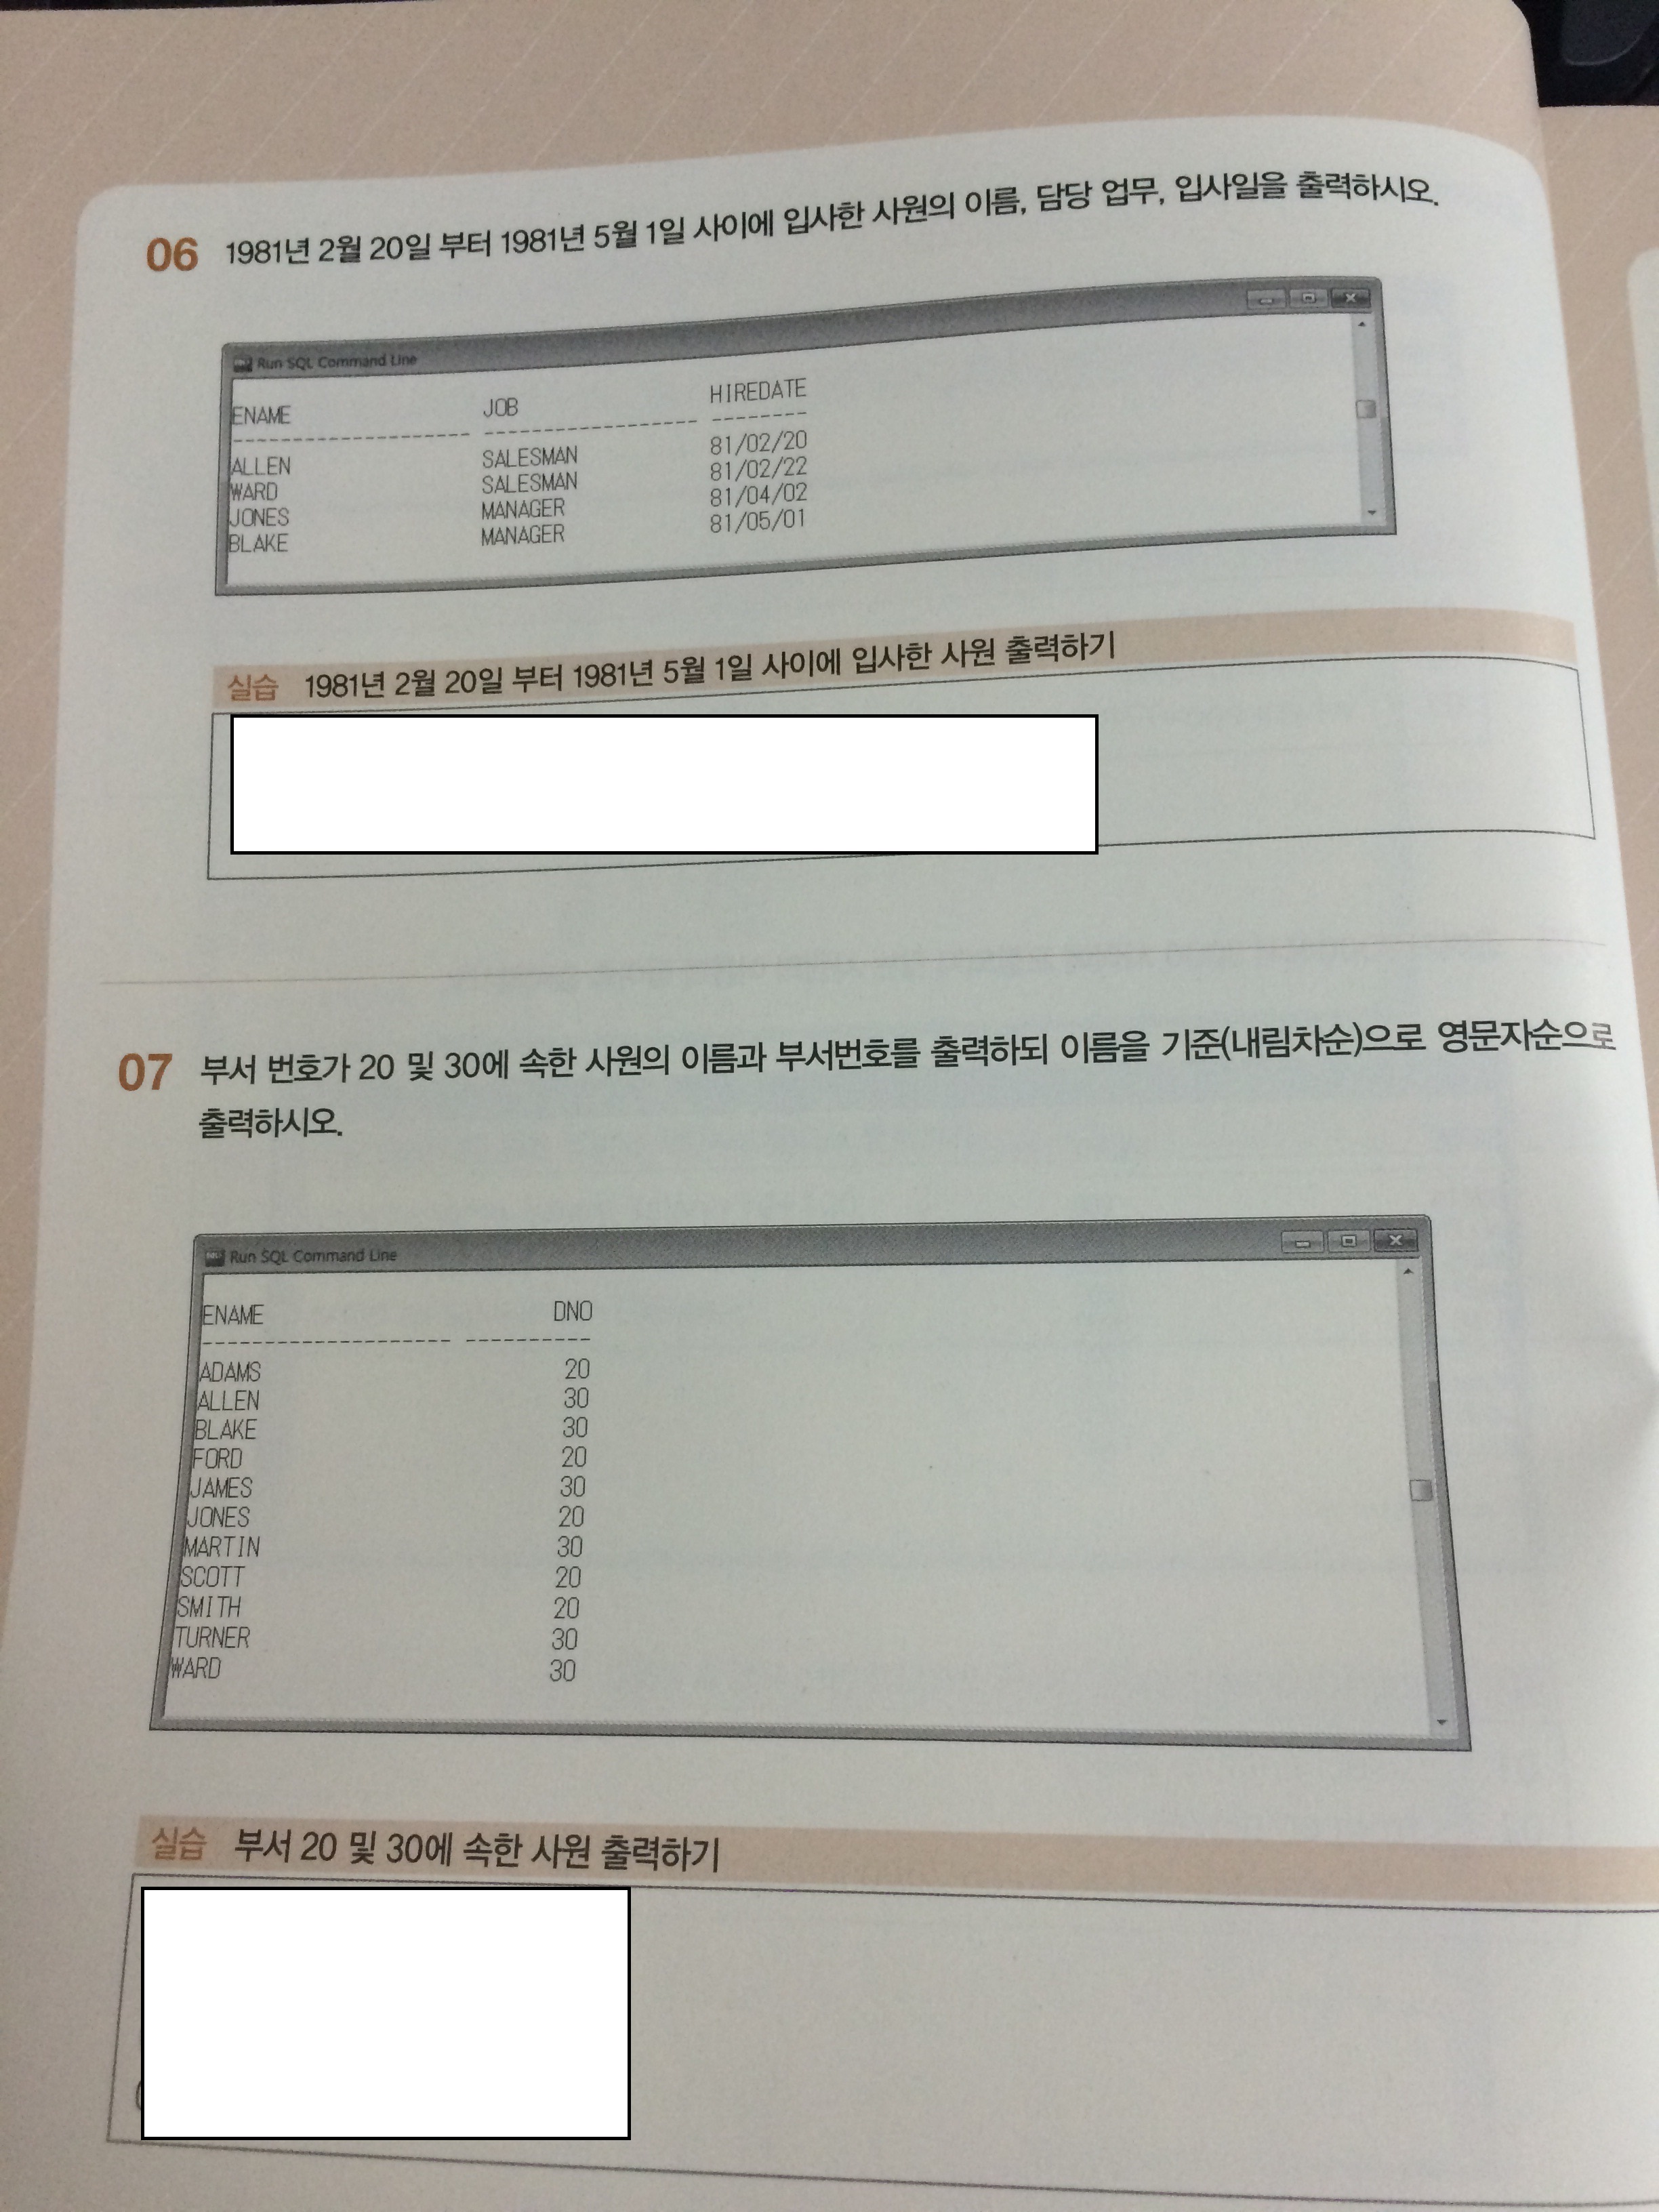 06 1981년 2월 20일 부터 1981년 5월 1일 사이에 입사한 사원의 이름, 담당 업무, 입사일을 출력하시오.
Run SQL Command Line
ENAME JOB HIREDATE
-------------------- ------------------ --------
ALLEN SALESMAN 81/02/20
WARD SALESMAN 81/02/22
JONES MANAGER 81/04/02
BLAKE MANAGER 81/05/01
실습 1981년 2월 20일 부터 1981년 5월 1일 사이에 입사한 사원 출력하기
07 부서 번호가 20 및 30에 속한 사원의 이름과 부서번호를 출력하되 이름을 기준(내림차순)으로 영문자순으로
출력하시오.
Run SQL Command Line
ENAME DNO
-------------------- ----------
ADAMS 20
ALLEN 30
BLAKE 30
FORD 20
JAMES 30
JONES 20
MARTIN 30
SCOTT 20
SMITH 20
TURNER 30
WARD 30
실습 부서 20 및 30에 속한 사원 출력하기